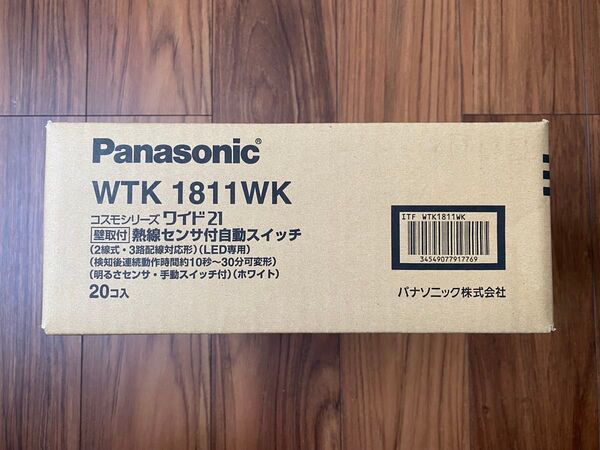 Panasonic®
WTK 1811WK
コスモシリーズ ワイド21
壁取付 熱線センサ付自動スイッチ
(2線式・3路配線対応形)(LED専用)
(検知後連続動作時間約10秒～30分可変形)
(明るさセンサ・手動スイッチ付)(ホワイト)
20コ入
ITF WTK1811WK
34549077917769
パナソニック株式会社